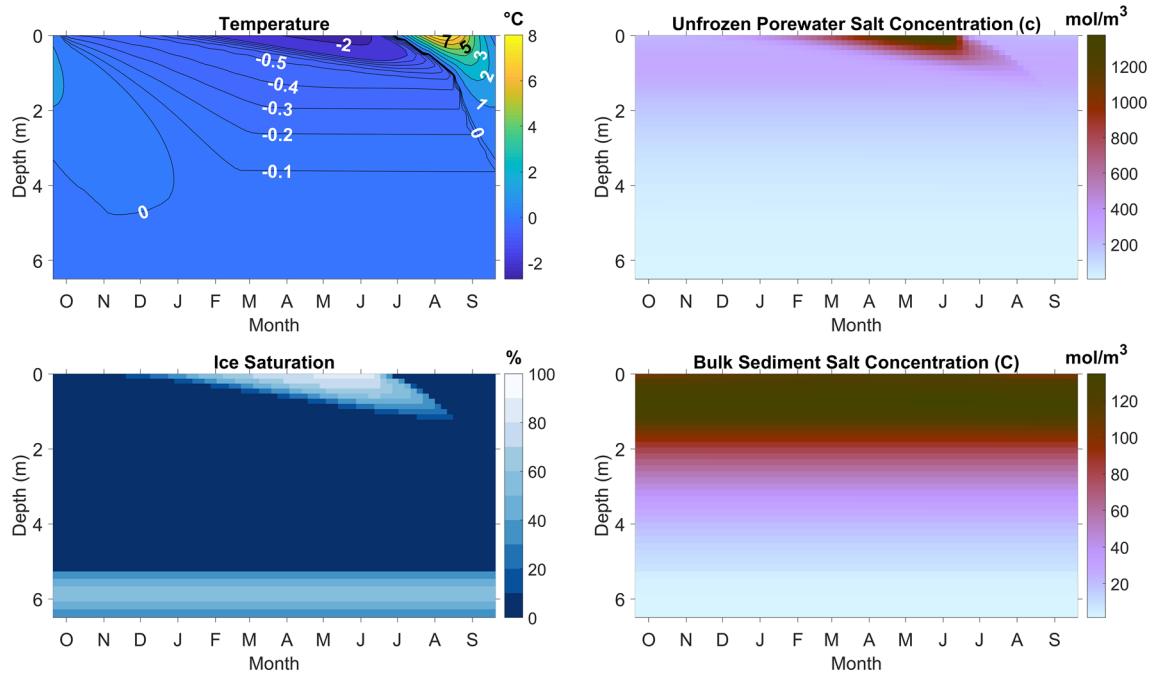 Temperature
°C
0
2
4
6
Depth (m)
O N D J F M A M J J A S
Month
8
6
4
2
0
-2
-2
-0.5
-0.4
-0.3
-0.2
-0.1
0
7
5
3
2
1
0
Unfrozen Porewater Salt Concentration (c)
mol/m³
0
2
4
6
Depth (m)
O N D J F M A M J J A S
Month
1200
1000
800
600
400
200
Ice Saturation
%
0
2
4
6
Depth (m)
O N D J F M A M J J A S
Month
100
80
60
40
20
0
Bulk Sediment Salt Concentration (C)
mol/m³
0
2
4
6
Depth (m)
O N D J F M A M J J A S
Month
120
100
80
60
40
20